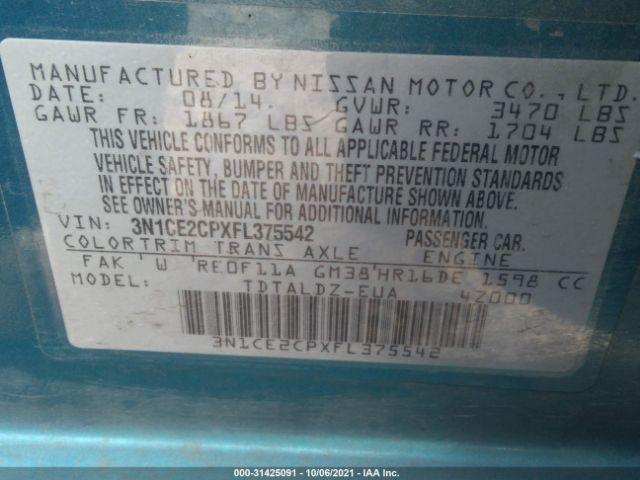 MANUFACTURED BY NISSAN MOTOR CO., LTD.
DATE: 08/14 GVWR: 3470 LBS
GAWR FR: 1867 LBS GAWR RR: 1704 LBS
THIS VEHICLE CONFORMS TO ALL APPLICABLE FEDERAL MOTOR
VEHICLE SAFETY, BUMPER AND THEFT PREVENTION STANDARDS
IN EFFECT ON THE DATE OF MANUFACTURE SHOWN ABOVE.
SEE OWNER'S MANUAL FOR ADDITIONAL INFORMATION.
VIN: 3N1CE2CPXFL375542 PASSENGER CAR.
COLOR TRIM TRANS AXLE ENGINE
FAK W RE0F11A GM38 HR16DE 1598 CC
MODEL: TDTALDZ-EUA 4Z000
3N1CE2CPXFL375542
000-31425091 - 10/06/2021 - IAA Inc.